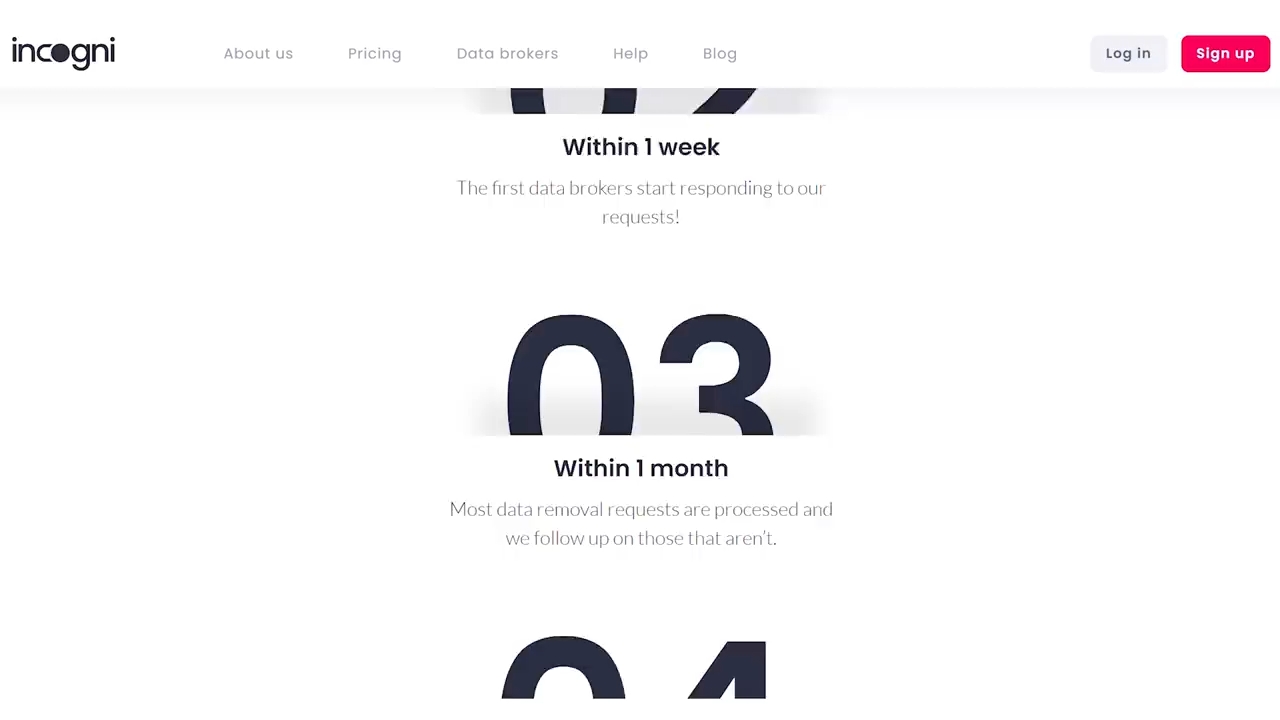 incogni
About us
Pricing
Data brokers
Help
Blog
Log in
Sign up
02
Within 1 week
The first data brokers start responding to our
requests!
03
Within 1 month
Most data removal requests are processed and
we follow up on those that aren’t.
04